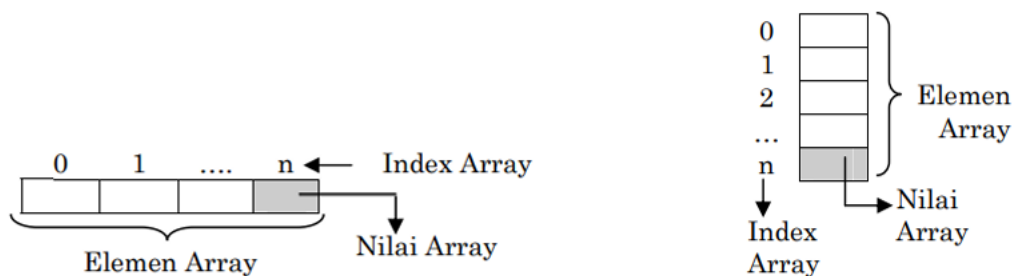 0 1 .... n Index Array
Nilai Array
Elemen Array
0
1
2
...
n
Elemen
Array
Nilai
Array
Index
Array